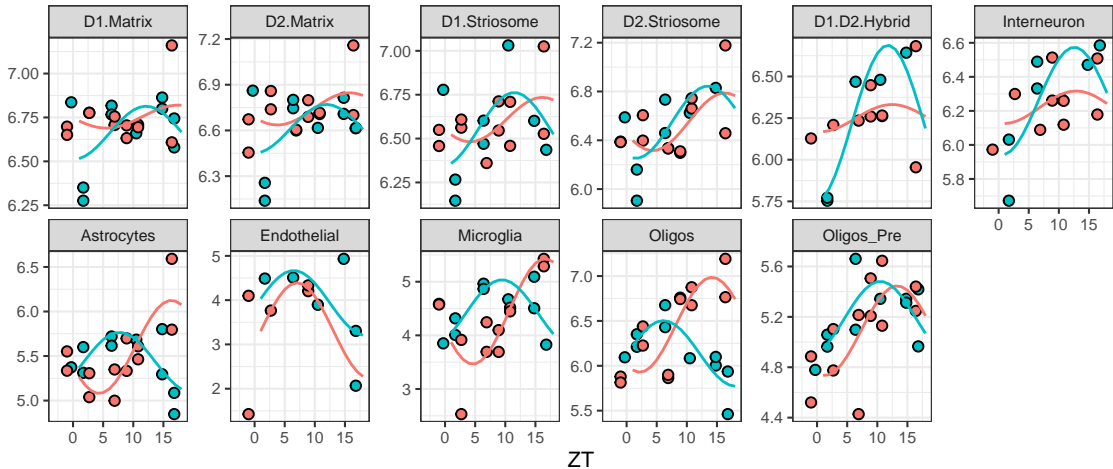 D1.Matrix D2.Matrix D1.Striosome D2.Striosome D1.D2.Hybrid Interneuron
7.00 6.75 6.50 6.25
7.2 6.9 6.6 6.3
7.00 6.75 6.50 6.25
7.2 6.8 6.4 6.0
6.50 6.25 6.00 5.75
6.6 6.4 6.2 6.0 5.8
0 5 10 15
Astrocytes Endothelial Microglia Oligos Oligos_Pre
6.5 6.0 5.5 5.0
5 4 3 2
5 4 3
7.0 6.5 6.0 5.5
5.6 5.2 4.8 4.4
0 5 10 15 0 5 10 15 0 5 10 15 0 5 10 15 0 5 10 15
ZT